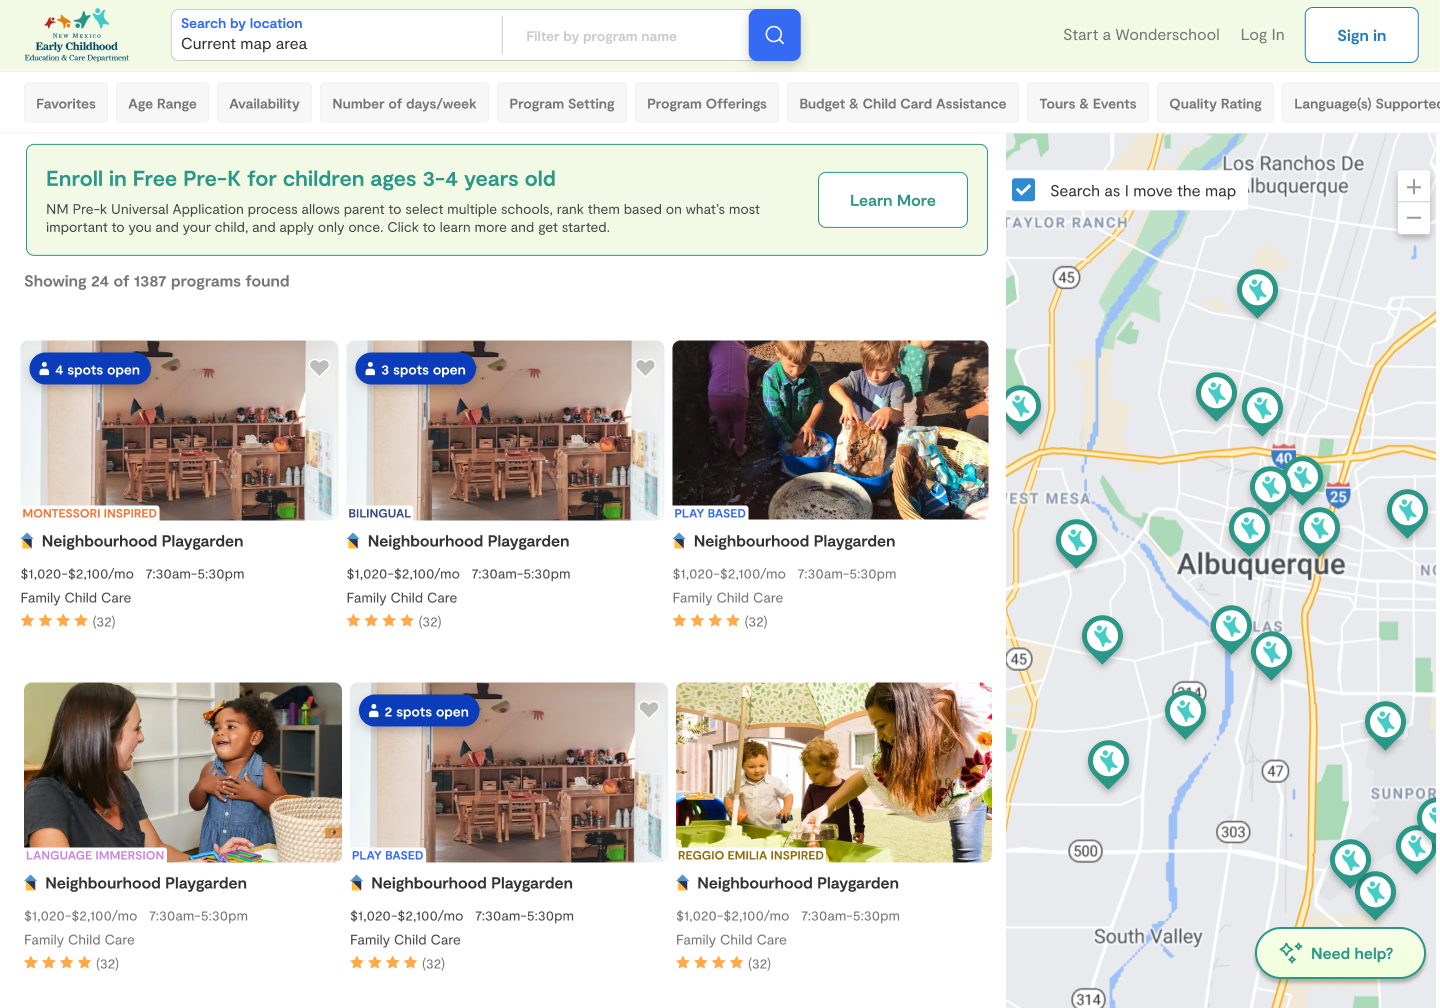 New Mexico
Early Childhood
Education & Care Department
Search by location
Current map area
Filter by program name
Start a Wonderschool
Log In
Sign in
Favorites
Age Range
Availability
Number of days/week
Program Setting
Program Offerings
Budget & Child Card Assistance
Tours & Events
Quality Rating
Language(s) Supported
Enroll in Free Pre-K for children ages 3-4 years old
NM Pre-k Universal Application process allows parent to select multiple schools, rank them based on what's most
important to you and your child, and apply only once. Click to learn more and get started.
Learn More
Showing 24 of 1387 programs found
4 spots open
MONTESSORI INSPIRED
Neighbourhood Playgarden
$1,020-$2,100/mo 7:30am-5:30pm
Family Child Care
(32)
3 spots open
BILINGUAL
Neighbourhood Playgarden
$1,020-$2,100/mo 7:30am-5:30pm
Family Child Care
(32)
PLAY BASED
Neighbourhood Playgarden
$1,020-$2,100/mo 7:30am-5:30pm
Family Child Care
(32)
LANGUAGE IMMERSION
Neighbourhood Playgarden
$1,020-$2,100/mo 7:30am-5:30pm
Family Child Care
(32)
2 spots open
PLAY BASED
Neighbourhood Playgarden
$1,020-$2,100/mo 7:30am-5:30pm
Family Child Care
(32)
REGGIO EMILIA INSPIRED
Neighbourhood Playgarden
$1,020-$2,100/mo 7:30am-5:30pm
Family Child Care
(32)
Los Ranchos De
lbuquerque
Search as I move the map
TAYLOR RANCH
45
40
25
EST MESA
Albuquerque
NO
LAS
45
314
47
SUNPOR
303
500
South Valley
Need help?
314